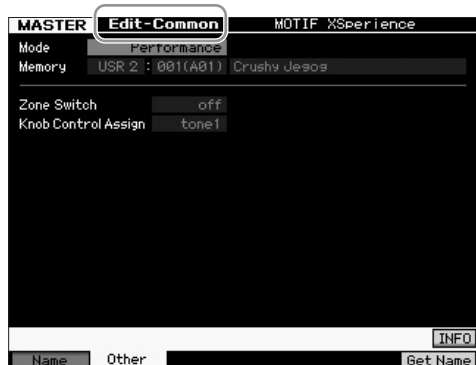 MASTER Edit-Common MOTIF XSperience
Mode Performance
Memory USR 2 : 001(A01) Crushy Jegog
Zone Switch off
Knob Control Assign tone1
INFO
Name Other Get Name